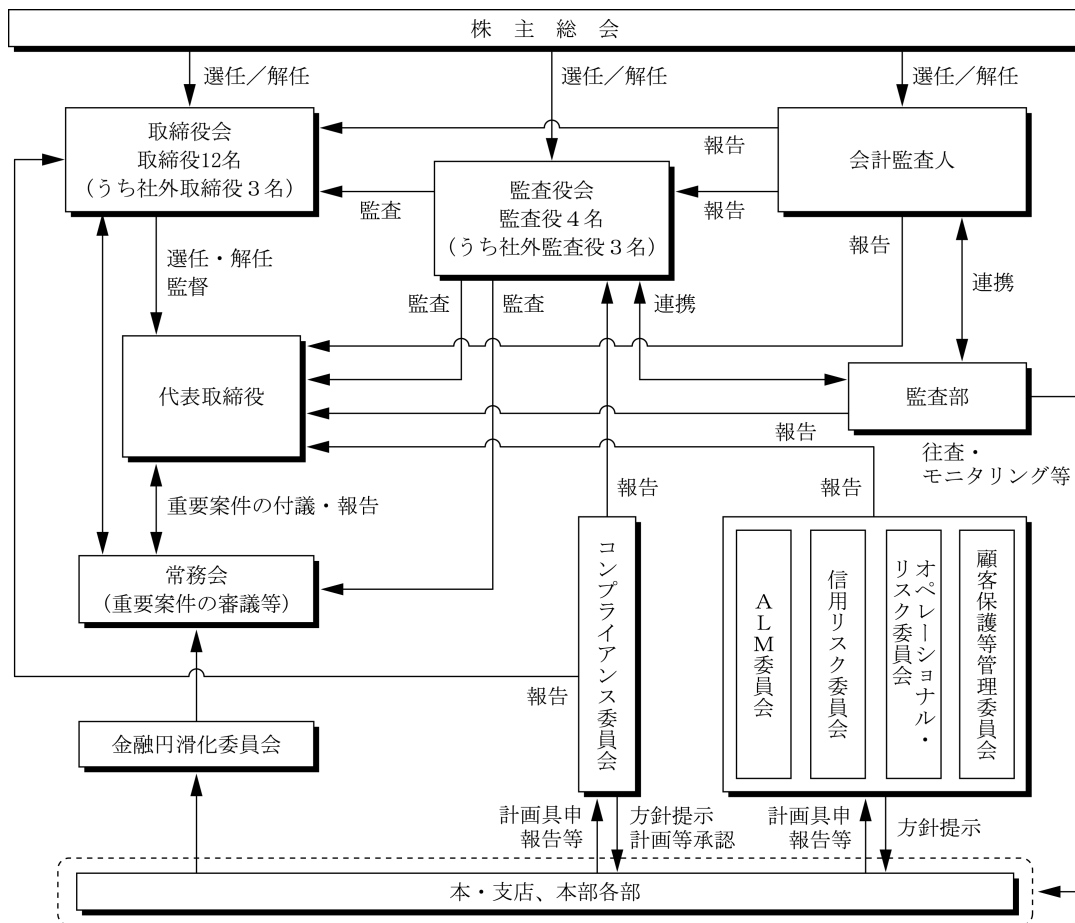 株主総会
選任／解任
選任／解任
選任／解任
取締役会
取締役12名
（うち社外取締役３名）
報告
会計監査人
監査
監査役会
監査役４名
（うち社外監査役３名）
報告
選任・解任
監督
報告
監査
監査
連携
連携
代表取締役
監査部
報告
往査・
モニタリング等
重要案件の付議・報告
報告
報告
常務会
（重要案件の審議等）
コンプライアンス委員会
ＡＬＭ委員会
信用リスク委員会
オペレーショナル・
リスク委員会
顧客保護等管理委員会
報告
金融円滑化委員会
計画具申
報告等
方針提示
計画等承認
計画具申
報告等
方針提示
本・支店、本部各部